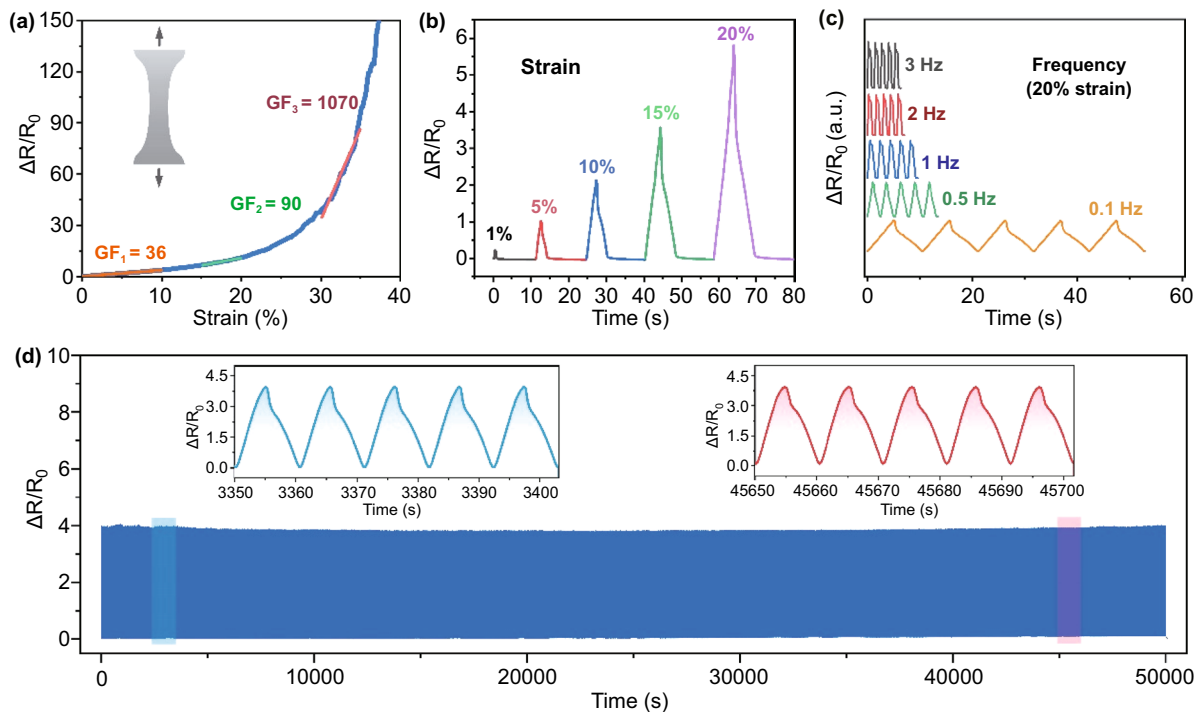 (a)
150
120
90
60
30
0
ΔR/R0
GF3 = 1070
GF2 = 90
GF1 = 36
0 10 20 30 40
Strain (%)
(b)
6
5
4
3
2
1
0
ΔR/R0
Strain
1%
5%
10%
15%
20%
0 10 20 30 40 50 60 70 80
Time (s)
(c)
ΔR/R0 (a.u.)
3 Hz
2 Hz
1 Hz
0.5 Hz
0.1 Hz
Frequency
(20% strain)
0 20 40 60
Time (s)
(d)
10
8
6
4
2
0
ΔR/R0
4.5
3.0
1.5
0.0
ΔR/R0
3350 3360 3370 3380 3390 3400
Time (s)
4.5
3.0
1.5
0.0
ΔR/R0
45650 45660 45670 45680 45690 45700
Time (s)
0 10000 20000 30000 40000 50000
Time (s)